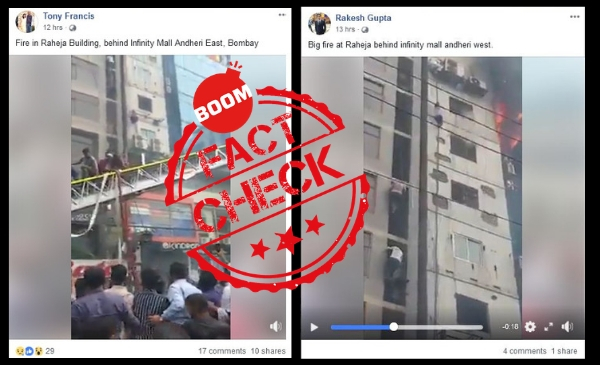 Tony Francis
12 hrs ·
Fire in Raheja Building, behind Infinity Mall Andheri East, Bombay
29
17 comments 10 shares
Rakesh Gupta
13 hrs ·
Big fire at Raheja behind infinity mall andheri west.
-0:18
4 comments 1 share
BOOM
FACT
CHECK